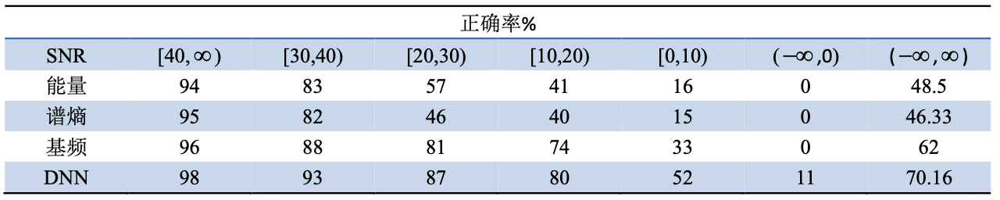 正确率%
SNR [40,∞) [30,40) [20,30) [10,20) [0,10) (−∞,0) (−∞,∞)
能量 94 83 57 41 16 0 48.5
谱熵 95 82 46 40 15 0 46.33
基频 96 88 81 74 33 0 62
DNN 98 93 87 80 52 11 70.16